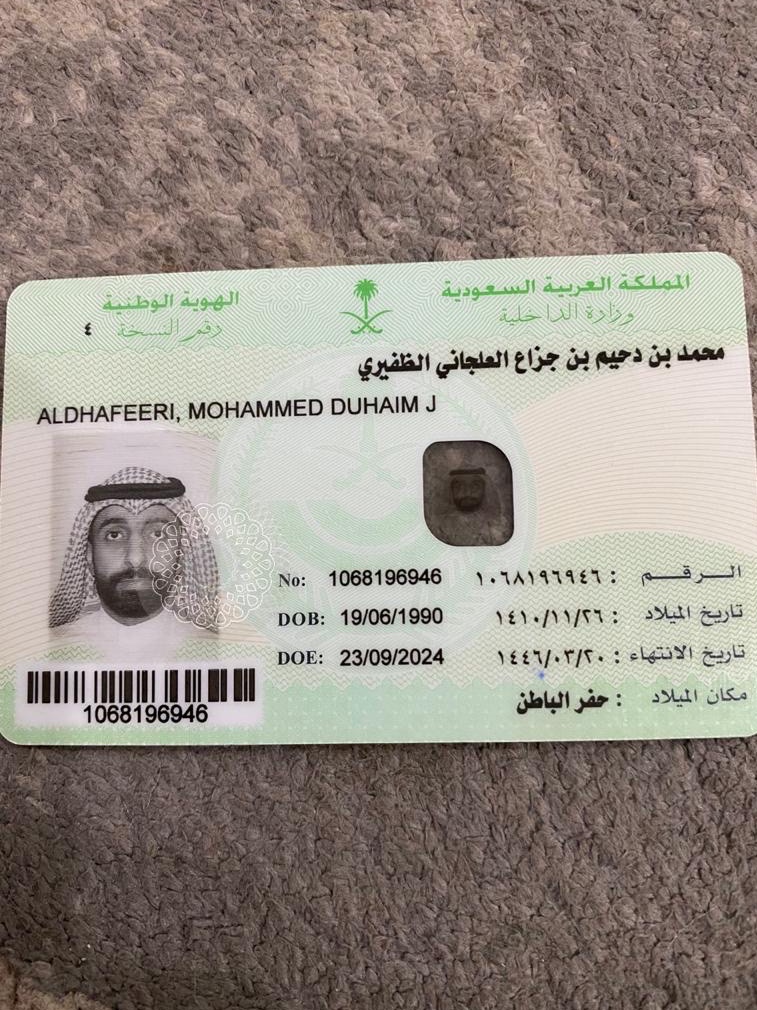 المملكة العربية السعودية
وزارة الداخلية
الهوية الوطنية
رقم النسخة ٤
محمد بن دحيم بن جزاع العلجاني الظفيري
ALDHAFEERI, MOHAMMED DUHAIM J
الـــرقـــم : ١٠٦٨١٩٦٩٤٦ No: 1068196946
تاريخ الميلاد : ١٤١٠/١١/٢٦ DOB: 19/06/1990
تاريخ الانتهاء : ١٤٤٦/٠٣/٢٠ DOE: 23/09/2024
مكان الميلاد : حفر الباطن
1068196946